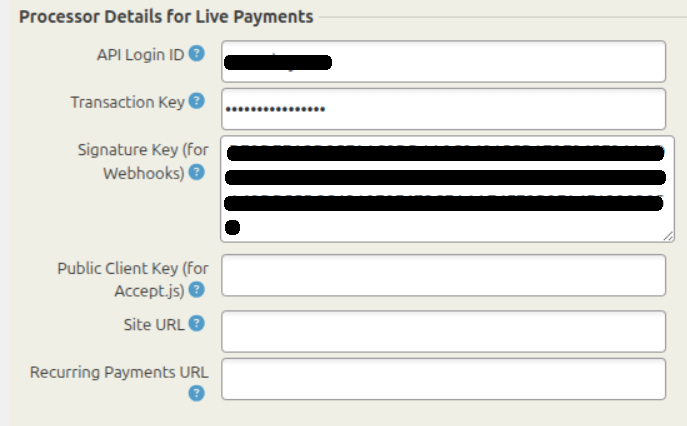 Processor Details for Live Payments
API Login ID ?
Transaction Key ?
••••••••••••••••
Signature Key (for
Webhooks) ?
Public Client Key (for
Accept.js) ?
Site URL ?
Recurring Payments URL
?